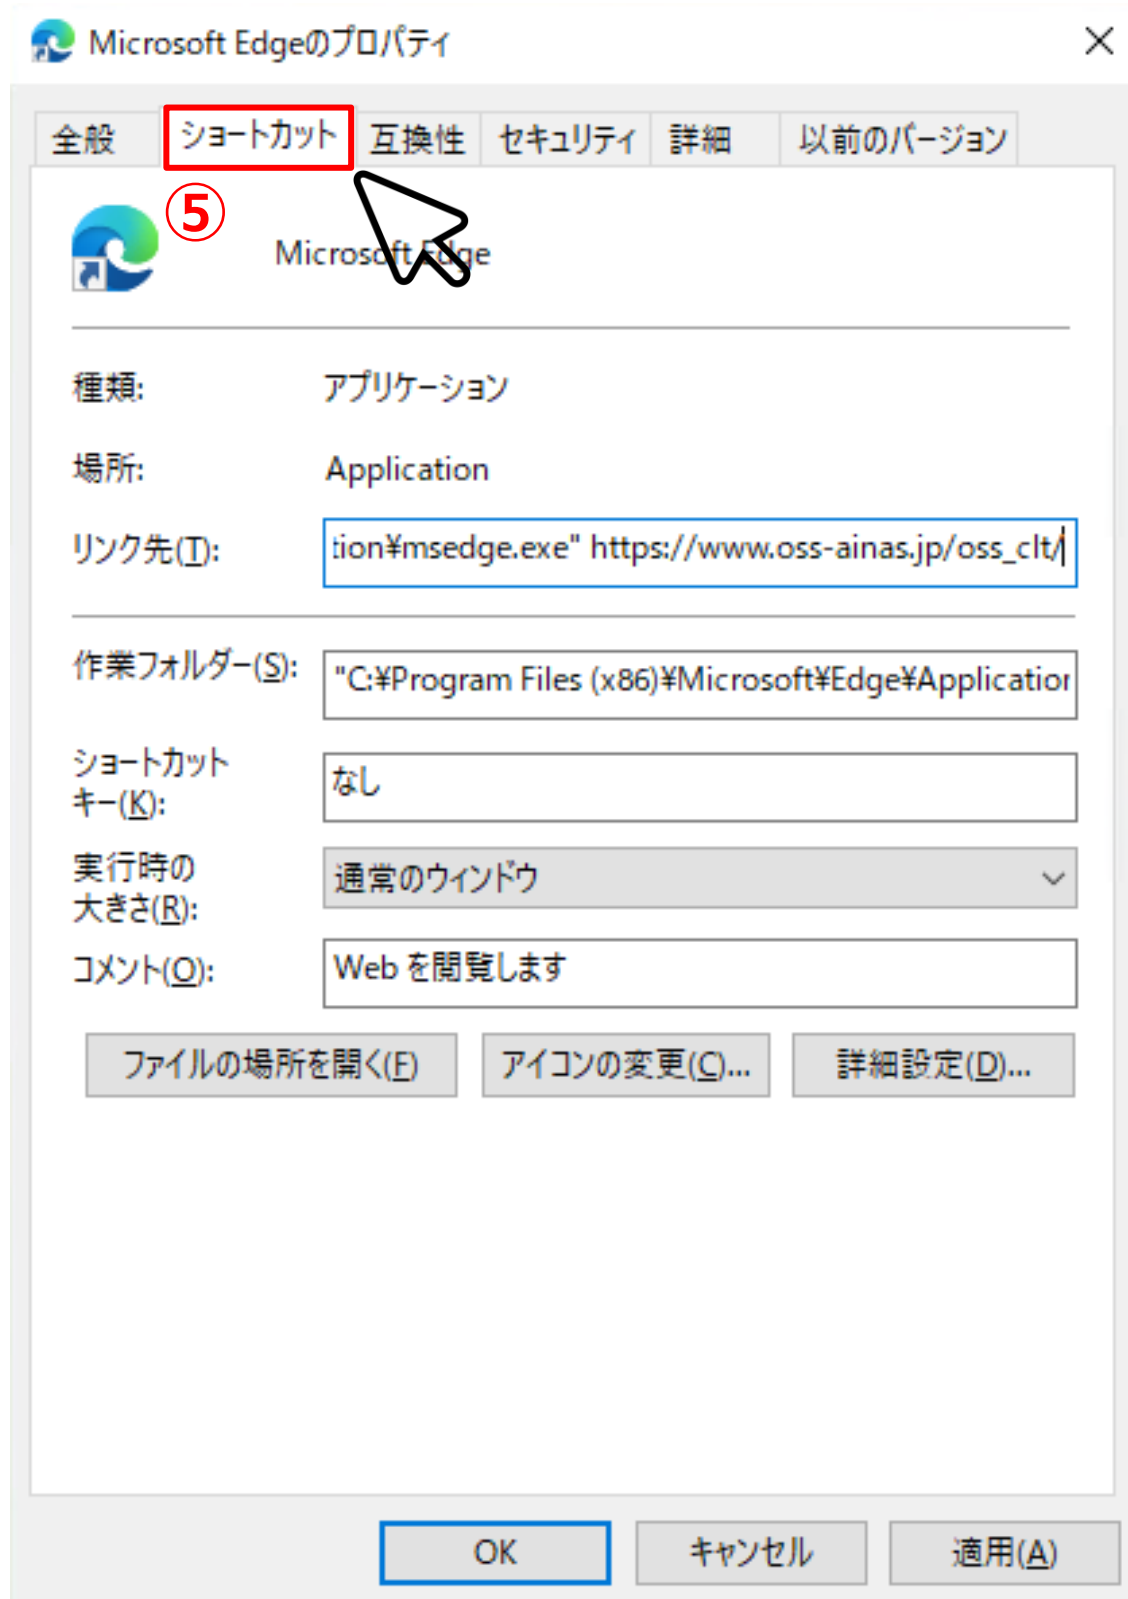 Microsoft Edgeのプロパティ
全般 ショートカット 互換性 セキュリティ 詳細 以前のバージョン
⑤
Microsoft Edge
種類: アプリケーション
場所: Application
リンク先(T): tion¥msedge.exe" https://www.oss-ainas.jp/oss_clt/
作業フォルダー(S): "C:¥Program Files (x86)¥Microsoft¥Edge¥Application
ショートカット
キー(K): なし
実行時の
大きさ(R): 通常のウィンドウ
コメント(O): Web を閲覧します
ファイルの場所を開く(F) アイコンの変更(C)... 詳細設定(D)...
OK キャンセル 適用(A)